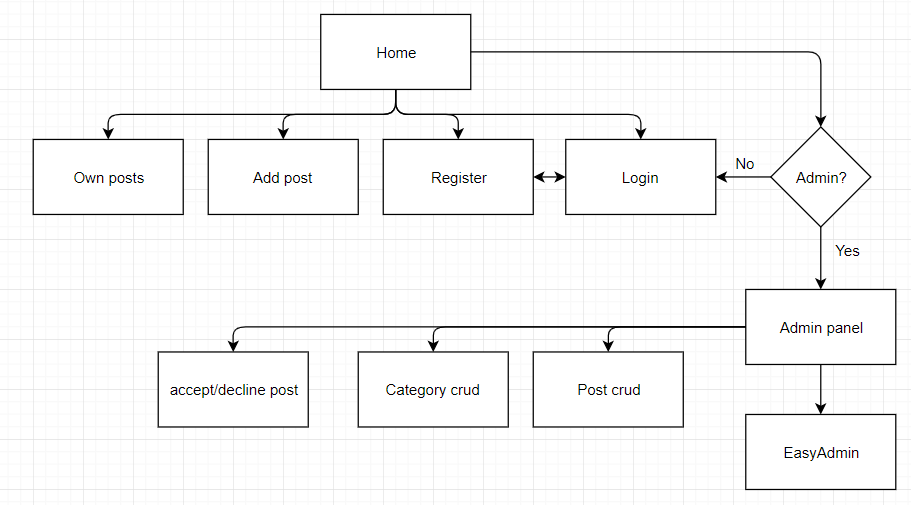 Home
Own posts
Add post
Register
Login
No
Admin?
Yes
Admin panel
accept/decline post
Category crud
Post crud
EasyAdmin